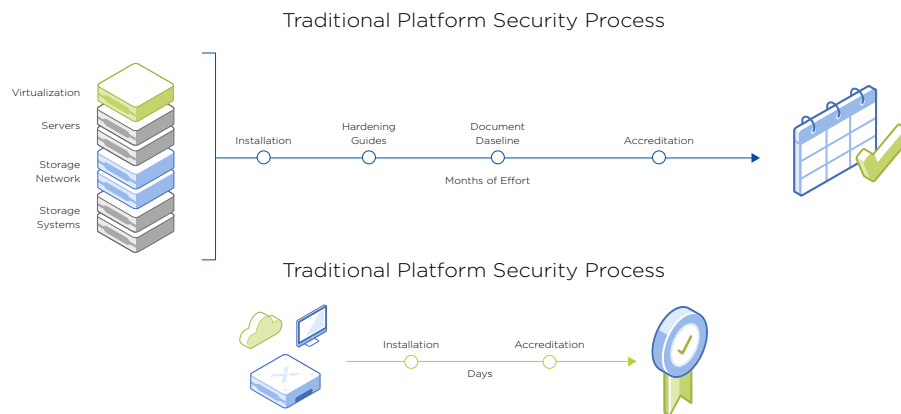 Traditional Platform Security Process
Virtualization
Servers
Storage
Network
Storage
Systems
Installation
Hardening
Guides
Document
Daseline
Accreditation
Months of Effort
Traditional Platform Security Process
Installation
Accreditation
Days